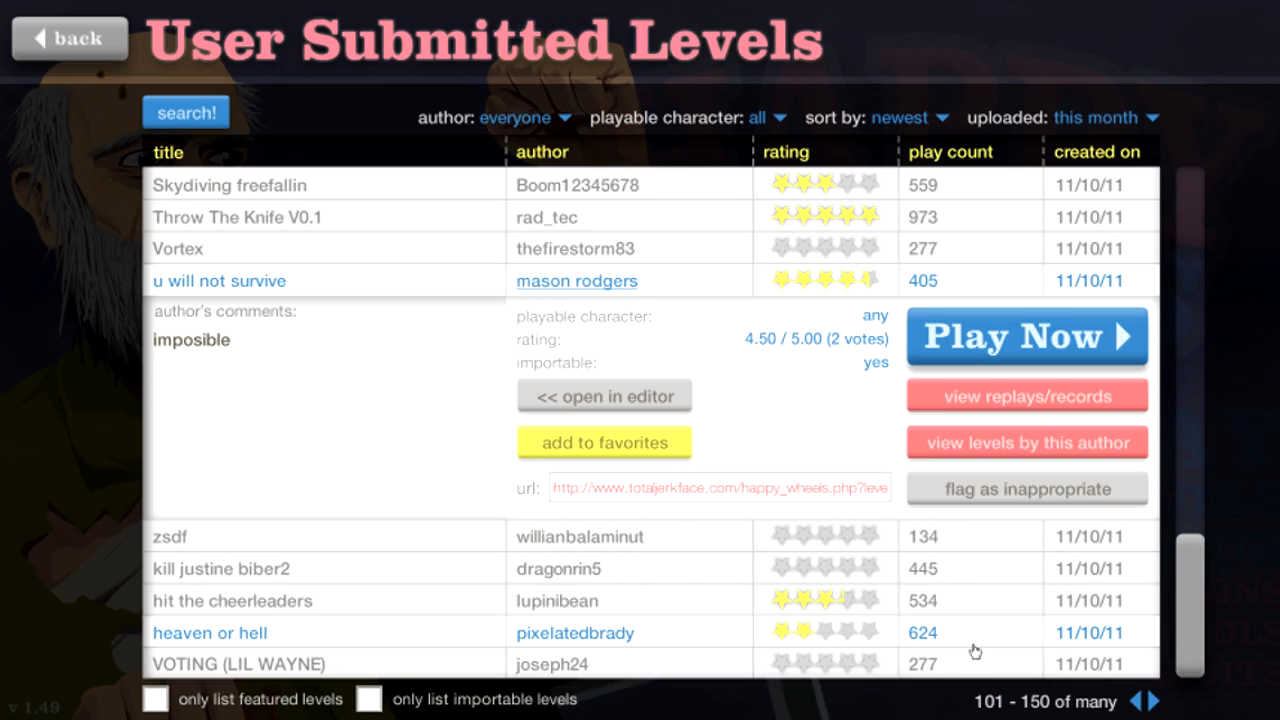 back
User Submitted Levels
search!
author: everyone playable character: all sort by: newest uploaded: this month
title author rating play count created on
Skydiving freefallin Boom12345678 559 11/10/11
Throw The Knife V0.1 rad_tec 973 11/10/11
Vortex thefirestorm83 277 11/10/11
u will not survive mason rodgers 405 11/10/11
author's comments:
imposible
playable character: any
rating: 4.50 / 5.00 (2 votes)
importable: yes
Play Now
<< open in editor
view replays/records
add to favorites
view levels by this author
url: http://www.totaljerkface.com/happy_wheels.php?leve
flag as inappropriate
zsdf willianbalaminut 134 11/10/11
kill justine biber2 dragonrin5 445 11/10/11
hit the cheerleaders lupinibean 534 11/10/11
heaven or hell pixelatedbrady 624 11/10/11
VOTING (LIL WAYNE) joseph24 277 11/10/11
only list featured levels only list importable levels
101 - 150 of many
v 1.49